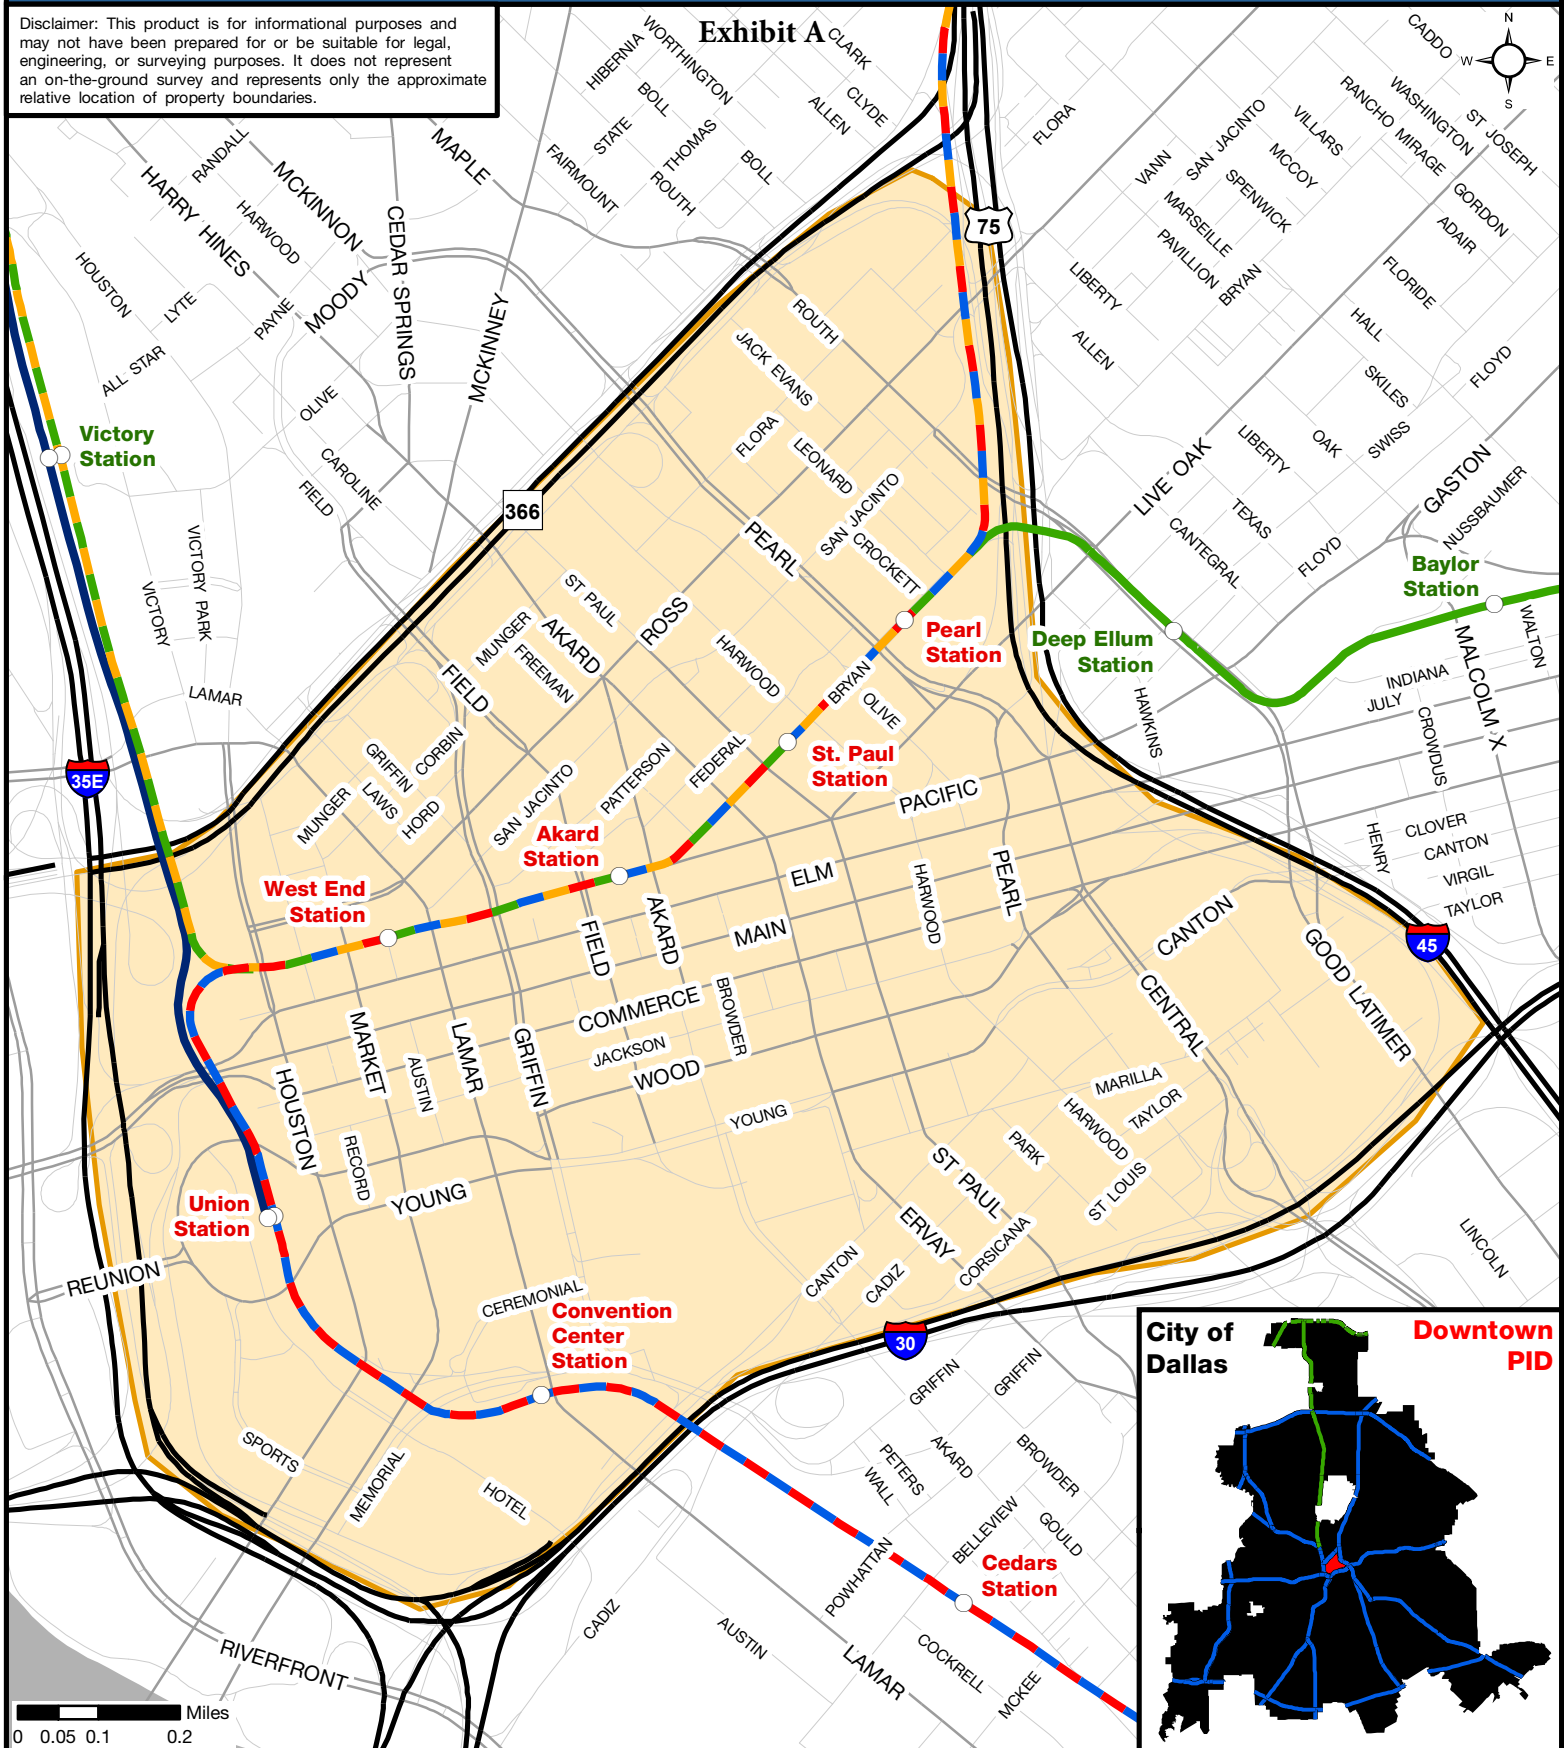 Disclaimer: This product is for informational purposes and
may not have been prepared for or be suitable for legal,
engineering, or surveying purposes. It does not represent
an on-the-ground survey and represents only the approximate
relative location of property boundaries.
Exhibit A
N
W
E
S
CADDO
WORTHINGTON
HIBERNIA
CLARK
BOLL
CLYDE
ALLEN
STATE
THOMAS
BOLL
FAIRMOUNT
ROUTH
FLORA
RANCHO MIRAGE
WASHINGTON
ST JOSEPH
VILLARS
SAN JACINTO
MCCOY
VANN
SPENWICK
MARSEILLE
PAVILLION
BRYAN
GORDON
ADAIR
FLORIDE
LIBERTY
ALLEN
HALL
SKILES
FLOYD
SWISS
OAK
LIBERTY
LIVE OAK
TEXAS
CANTEGRAL
FLOYD
GASTON
NUSSBAUMER
RANDALL
MCKINNON
HARRY HINES
HARWOOD
MAPLE
CEDAR SPRINGS
MOODY
MCKINNEY
HOUSTON
LYTE
PAYNE
ALL STAR
OLIVE
CAROLINE
FIELD
Victory
Station
VICTORY PARK
VICTORY
LAMAR
75
366
35E
45
30
ROUTH
JACK EVANS
FLORA
LEONARD
SAN JACINTO
PEARL
CROCKETT
ST PAUL
ROSS
AKARD
MUNGER
FREEMAN
FIELD
HARWOOD
BRYAN
OLIVE
Pearl
Station
St. Paul
Station
Deep Ellum
Station
Baylor
Station
WALTON
MALCOLM X
INDIANA
JULY
CROWDUS
HAWKINS
HENRY
CLOVER
CANTON
VIRGIL
TAYLOR
CORBIN
GRIFFIN
LAWS
HORD
MUNGER
SAN JACINTO
PATTERSON
FEDERAL
PACIFIC
Akard
Station
West End
Station
ELM
MAIN
HARWOOD
PEARL
FIELD
AKARD
COMMERCE
BROWDER
JACKSON
WOOD
YOUNG
CANTON
CENTRAL
GOOD LATIMER
MARKET
AUSTIN
LAMAR
GRIFFIN
HOUSTON
RECORD
YOUNG
MARILLA
HARWOOD
TAYLOR
PARK
ST LOUIS
ST PAUL
ERVAY
CORSICANA
CANTON
CADIZ
Union
Station
REUNION
CEREMONIAL
Convention
Center
Station
SPORTS
MEMORIAL
HOTEL
LINCOLN
GRIFFIN
GRIFFIN
PETERS
WALL
AKARD
BROWDER
BELLEVIEW
GOULD
POWHATTAN
Cedars
Station
CADIZ
AUSTIN
LAMAR
COCKRELL
MCKEE
RIVERFRONT
Miles
0 0.05 0.1 0.2
City of
Dallas
Downtown
PID